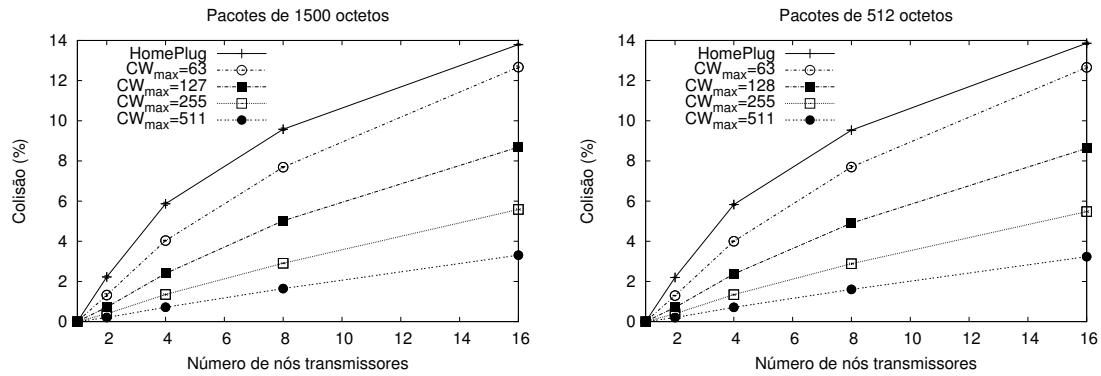 Pacotes de 1500 octetos
Colisão (%)
14
12
10
8
6
4
2
0
HomePlug
CWmax=63
CWmax=127
CWmax=255
CWmax=511
2 4 6 8 10 12 14 16
Número de nós transmissores
Pacotes de 512 octetos
Colisão (%)
14
12
10
8
6
4
2
0
HomePlug
CWmax=63
CWmax=128
CWmax=255
CWmax=511
2 4 6 8 10 12 14 16
Número de nós transmissores